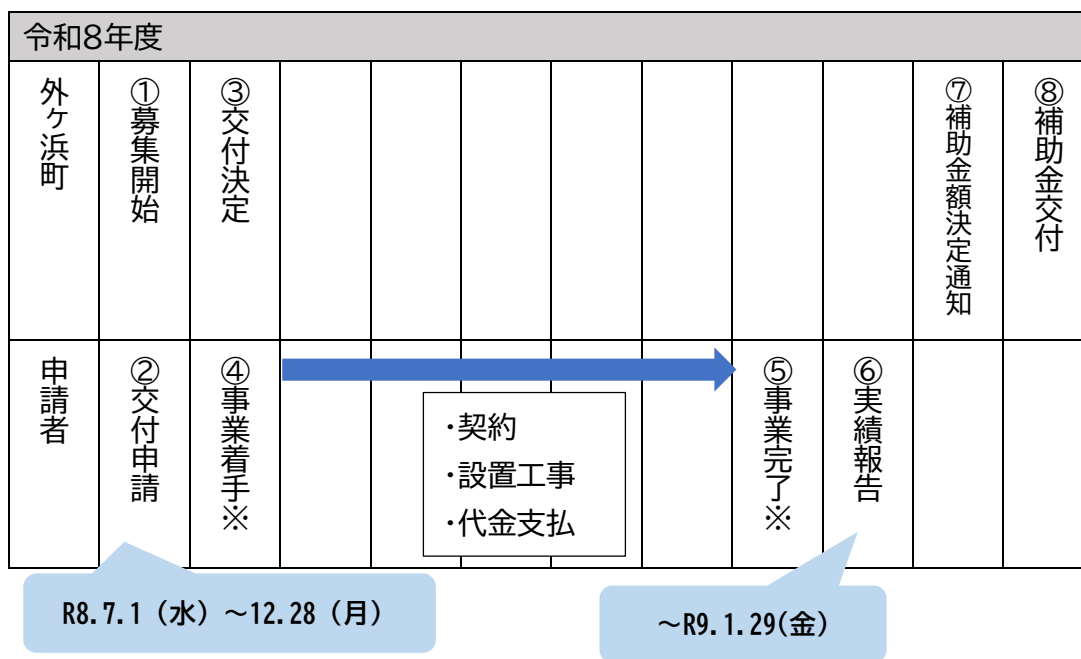 令和8年度
外ヶ浜町
①募集開始
③交付決定
⑦補助金額決定通知
⑧補助金交付
申請者
②交付申請
④事業着手※
・契約
・設置工事
・代金支払
⑤事業完了※
⑥実績報告
R8.7.1（水）～12.28（月）
～R9.1.29(金)